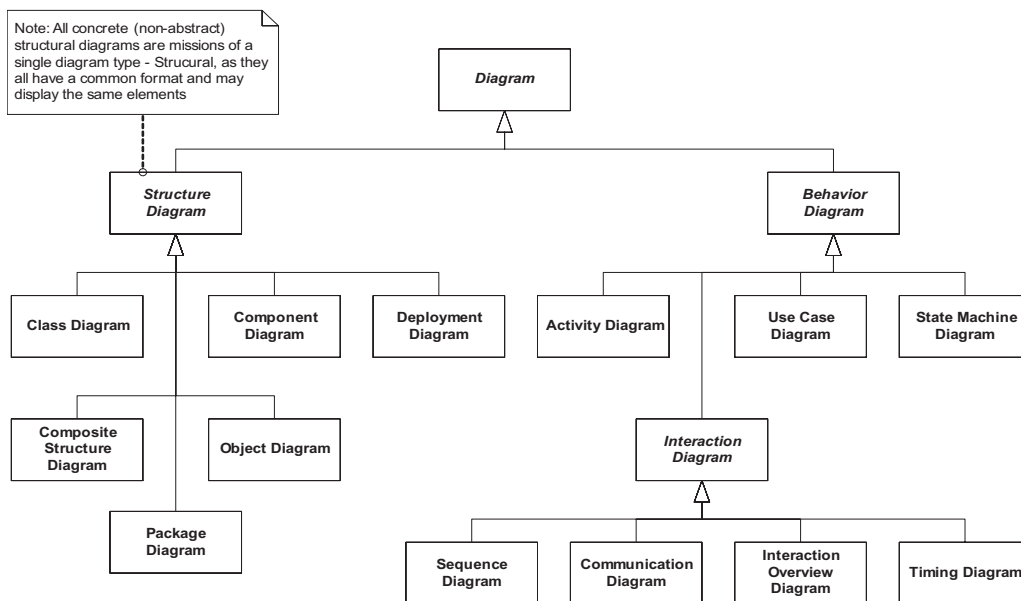 Note: All concrete (non-abstract)
structural diagrams are missions of a
single diagram type - Strucural, as they
all have a common format and may
display the same elements
Diagram
Structure
Diagram
Behavior
Diagram
Class Diagram
Component
Diagram
Deployment
Diagram
Activity Diagram
Use Case
Diagram
State Machine
Diagram
Composite
Structure
Diagram
Object Diagram
Interaction
Diagram
Package
Diagram
Sequence
Diagram
Communication
Diagram
Interaction
Overview
Diagram
Timing Diagram